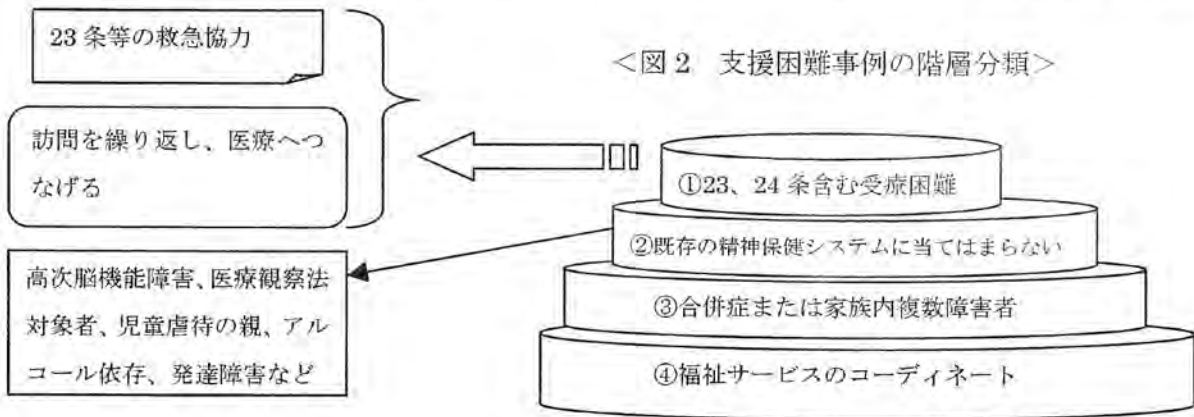 23条等の救急協力
訪問を繰り返し、医療へつ
なげる
高次脳機能障害、医療観察法
対象者、児童虐待の親、アル
コール依存、発達障害など
<図2 支援困難事例の階層分類>
①23、24条含む受療困難
②既存の精神保健システムに当てはまらない
③合併症または家族内複数障害者
④福祉サービスのコーディネート